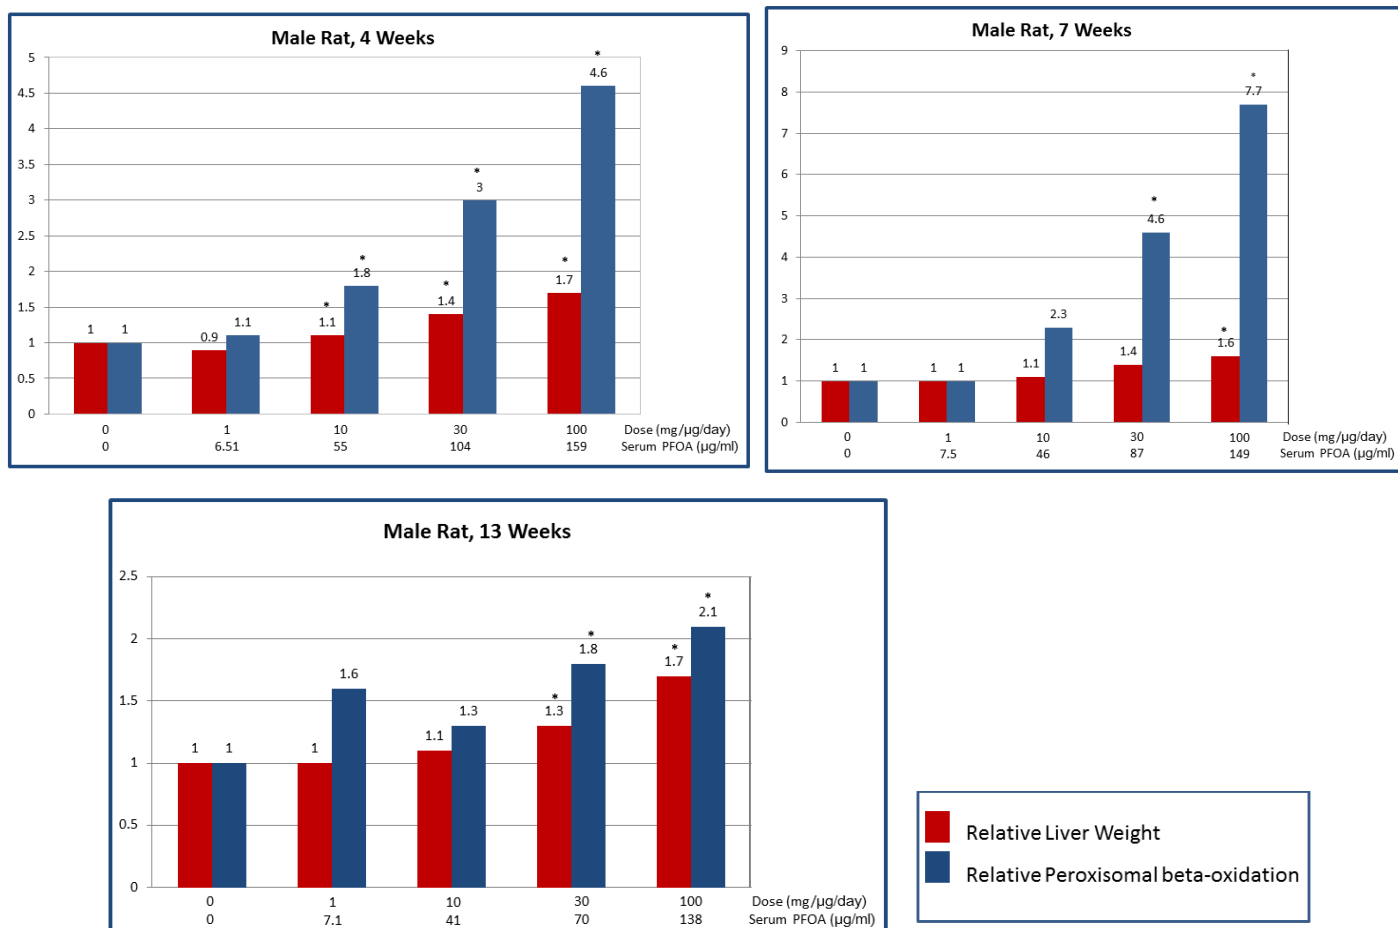 Male Rat, 4 Weeks
5
4.5
4
3.5
3
2.5
2
1.5
1
0.5
0
1 1
0.9 1.1
* 1.1 * 1.8
* 1.4 * 3
* 1.7 * 4.6
0 1 10 30 100 Dose (mg/µg/day)
0 6.51 55 104 159 Serum PFOA (µg/ml)
Male Rat, 7 Weeks
9
8
7
6
5
4
3
2
1
0
1 1
1 1
1.1 2.3
1.4 * 4.6
* 1.6 * 7.7
0 1 10 30 100 Dose (mg/µg/day)
0 7.5 46 87 149 Serum PFOA (µg/ml)
Male Rat, 13 Weeks
2.5
2
1.5
1
0.5
0
1 1
1 1.6
1.1 1.3
* 1.3 * 1.8
* 1.7 * 2.1
0 1 10 30 100 Dose (mg/µg/day)
0 7.1 41 70 138 Serum PFOA (µg/ml)
Relative Liver Weight
Relative Peroxisomal beta-oxidation